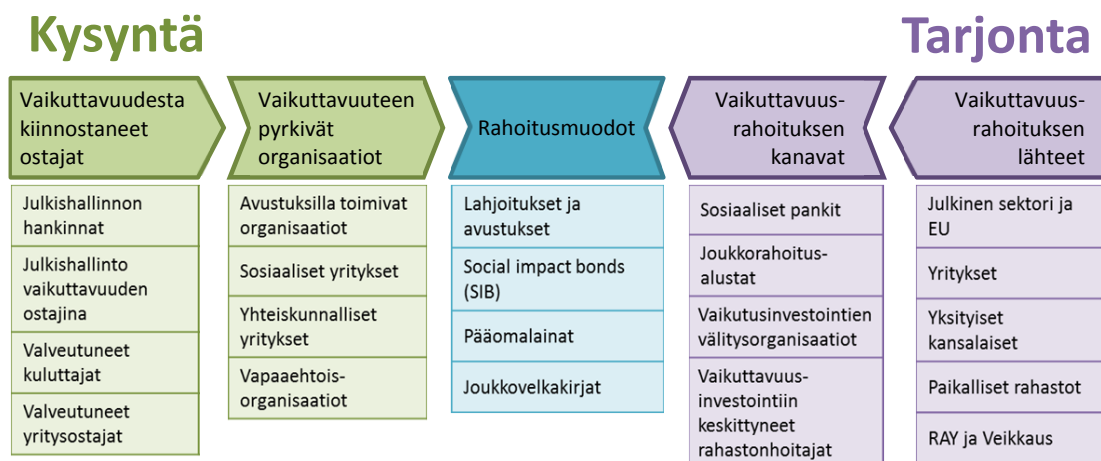 Kysyntä
Tarjonta
Vaikuttavuudesta
kiinnostaneet
ostajat
Julkishallinnon
hankinnat
Julkishallinto
vaikuttavuuden
ostajina
Valveutuneet
kuluttajat
Valveutuneet
yritysostajat
Vaikuttavuuteen
pyrkivät
organisaatiot
Avustuksilla toimivat
organisaatiot
Sosiaaliset yritykset
Yhteiskunnalliset
yritykset
Vapaaehtois-
organisaatiot
Rahoitusmuodot
Lahjoitukset ja
avustukset
Social impact bonds
(SIB)
Pääomalainat
Joukkovelkakirjat
Vaikuttavuus-
rahoituksen
kanavat
Sosiaaliset pankit
Joukkorahoitus-
alustat
Vaikutusinvestointien
välitysorganisaatiot
Vaikuttavuus-
investointiin
keskittyneet
rahastonhoitajat
Vaikuttavuus-
rahoituksen
lähteet
Julkinen sektori ja
EU
Yritykset
Yksityiset
kansalaiset
Paikalliset rahastot
RAY ja Veikkaus